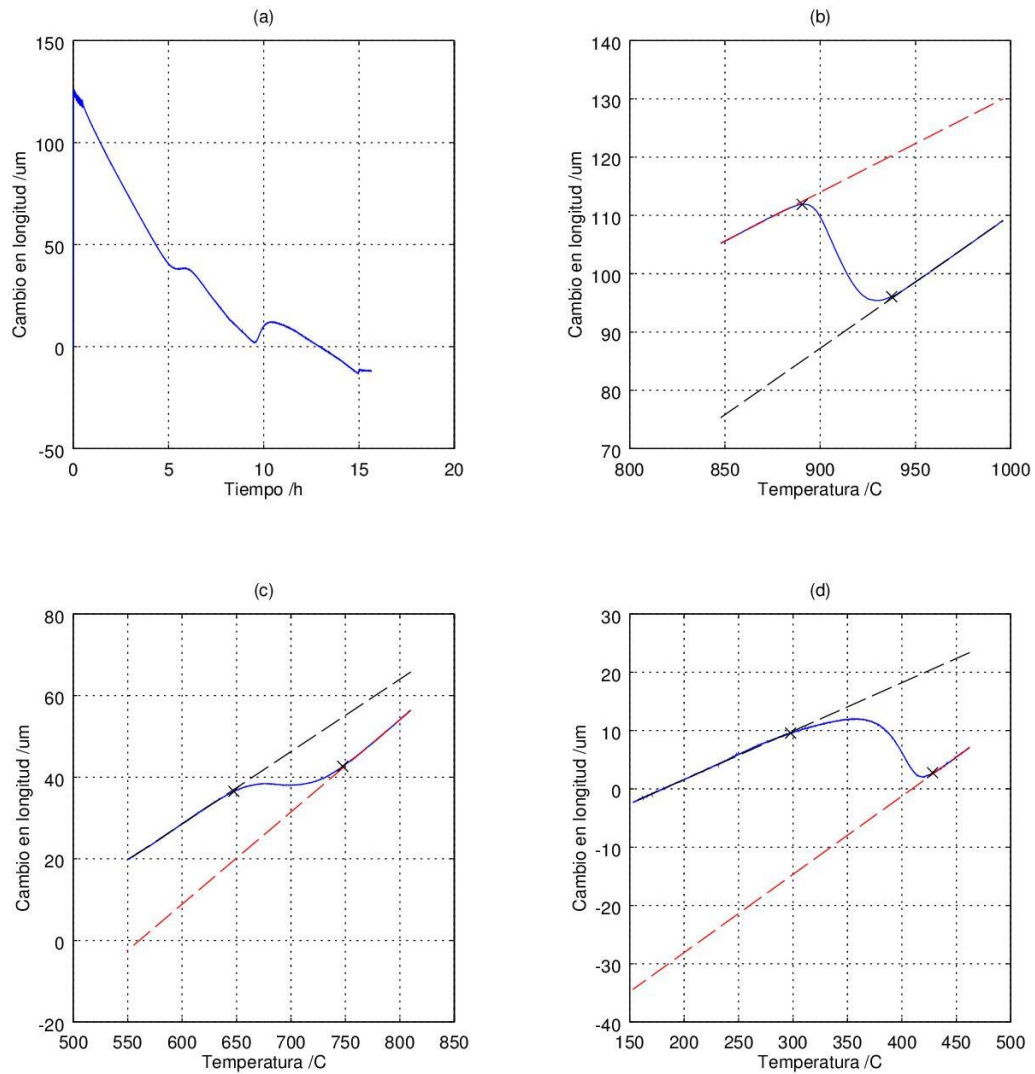 (a)
150
100
50
0
-50
0 5 10 15 20
Cambio en longitud /um
Tiempo /h
(b)
140
130
120
110
100
90
80
70
800 850 900 950 1000
Cambio en longitud /um
Temperatura /C
(c)
80
60
40
20
0
-20
500 550 600 650 700 750 800 850
Cambio en longitud /um
Temperatura /C
(d)
30
20
10
0
-10
-20
-30
-40
150 200 250 300 350 400 450 500
Cambio en longitud /um
Temperatura /C